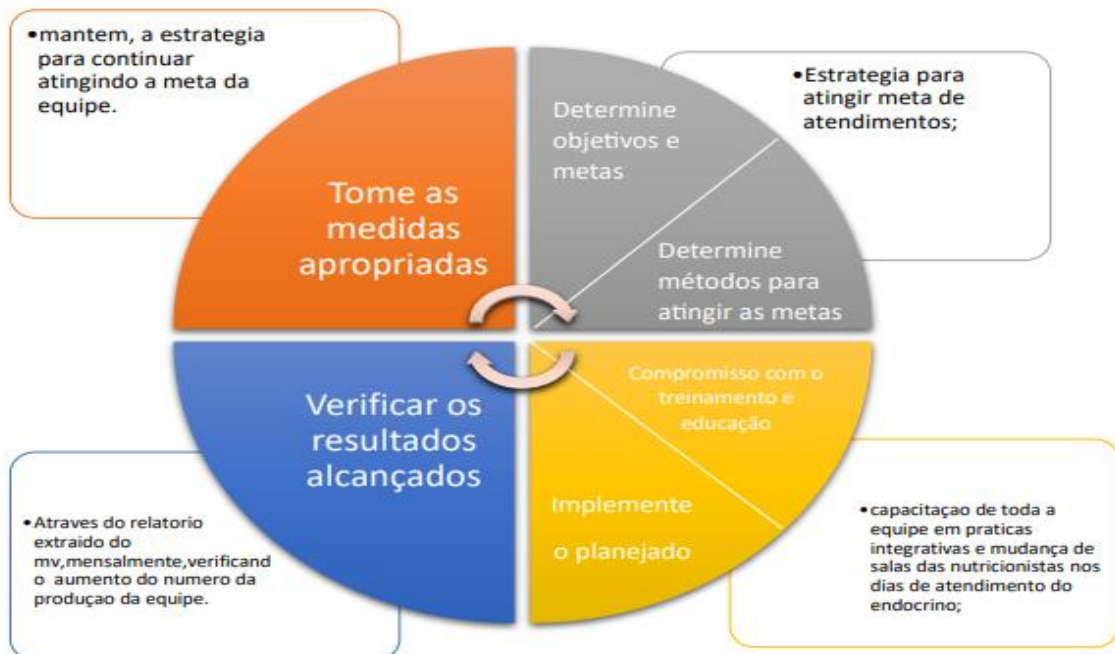 •mantem, a estrategia
para continuar
atingindo a meta da
equipe.
Tome as
medidas
apropriadas
Determine
objetivos e
metas
Determine
métodos para
atingir as metas
•Estrategia para
atingir meta de
atendimentos;
Verificar os
resultados
alcançados
•Atraves do relatorio
extraido do
mv,mensalmente,verificand
o aumento do numero da
produçao da equipe.
Compromisso com o
treinamento e
educação
Implemente
o planejado
•capacitaçao de toda a
equipe em praticas
integrativas e mudança de
salas das nutricionistas nos
dias de atendimento do
endocrino;